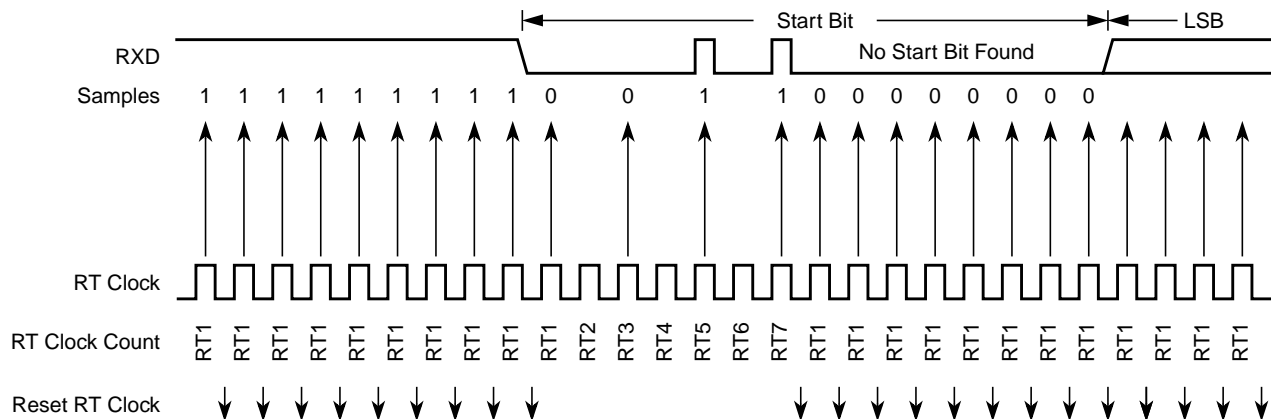 Start Bit
LSB
RXD
No Start Bit Found
Samples 1 1 1 1 1 1 1 1 1 0 0 1 1 0 0 0 0 0 0 0 0
RT Clock
RT Clock Count RT1 RT1 RT1 RT1 RT1 RT1 RT1 RT1 RT1 RT1 RT2 RT3 RT4 RT5 RT6 RT7 RT1 RT1 RT1 RT1 RT1 RT1 RT1 RT1 RT1 RT1 RT1 RT1
Reset RT Clock